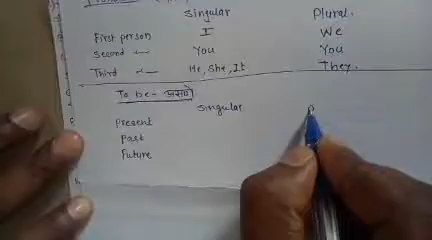 Singular Plural.
First person I We
Second –"– You You
Third –"– He, She, It They.
To be – असणे
Singular P
Present
Past
Future